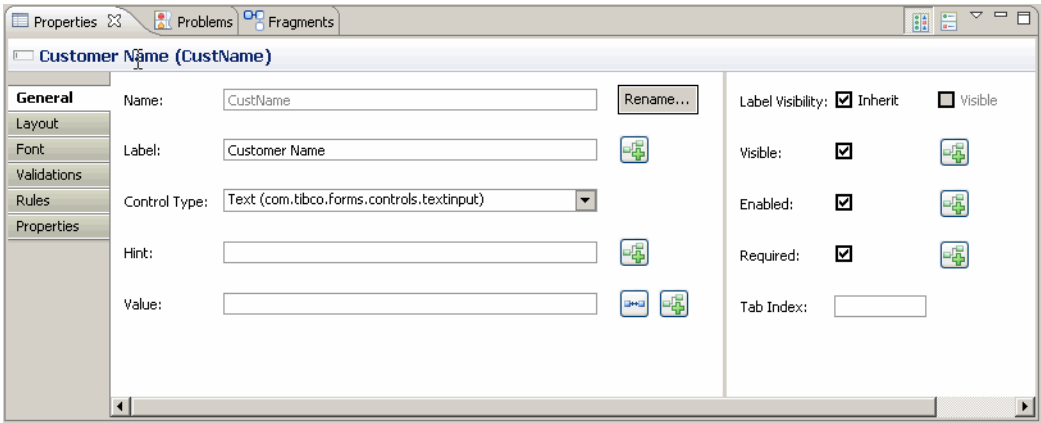 Properties Problems Fragments
Customer Name (CustName)
General
Layout
Font
Validations
Rules
Properties
Name: CustName Rename...
Label: Customer Name
Control Type: Text (com.tibco.forms.controls.textinput)
Hint:
Value:
Label Visibility: Inherit Visible
Visible:
Enabled:
Required:
Tab Index: